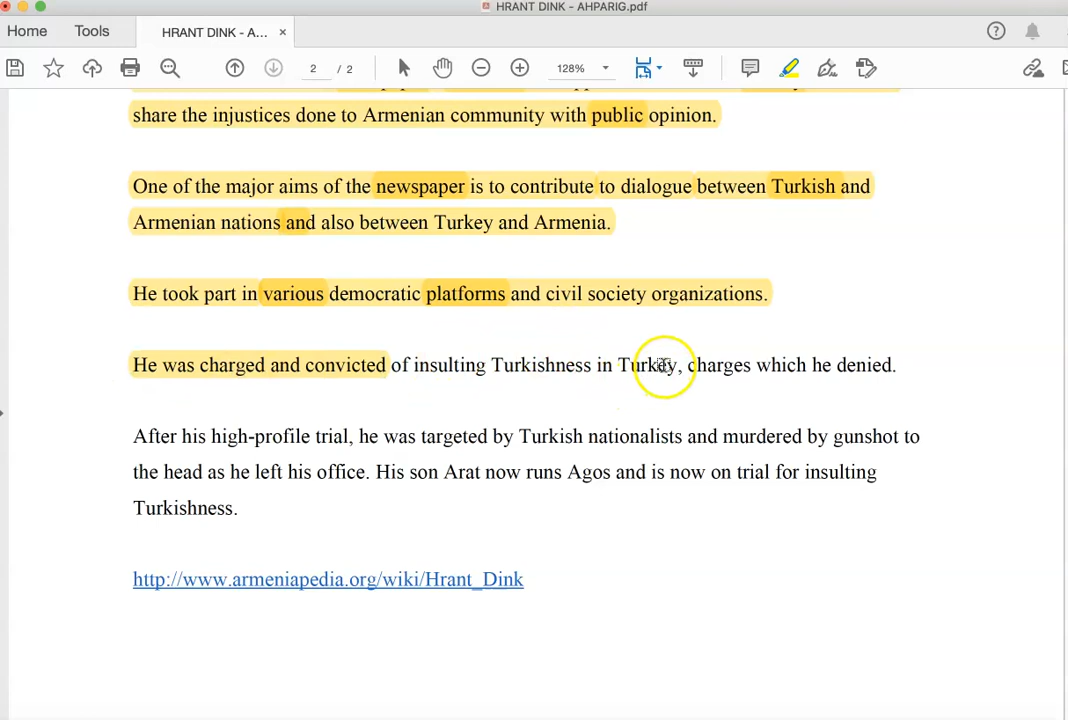 HRANT DINK - AHPARIG.pdf
Home Tools HRANT DINK - A... ×
2 / 2 128%
share the injustices done to Armenian community with public opinion.
One of the major aims of the newspaper is to contribute to dialogue between Turkish and
Armenian nations and also between Turkey and Armenia.
He took part in various democratic platforms and civil society organizations.
He was charged and convicted of insulting Turkishness in Turkey, charges which he denied.
After his high-profile trial, he was targeted by Turkish nationalists and murdered by gunshot to
the head as he left his office. His son Arat now runs Agos and is now on trial for insulting
Turkishness.
http://www.armeniapedia.org/wiki/Hrant_Dink